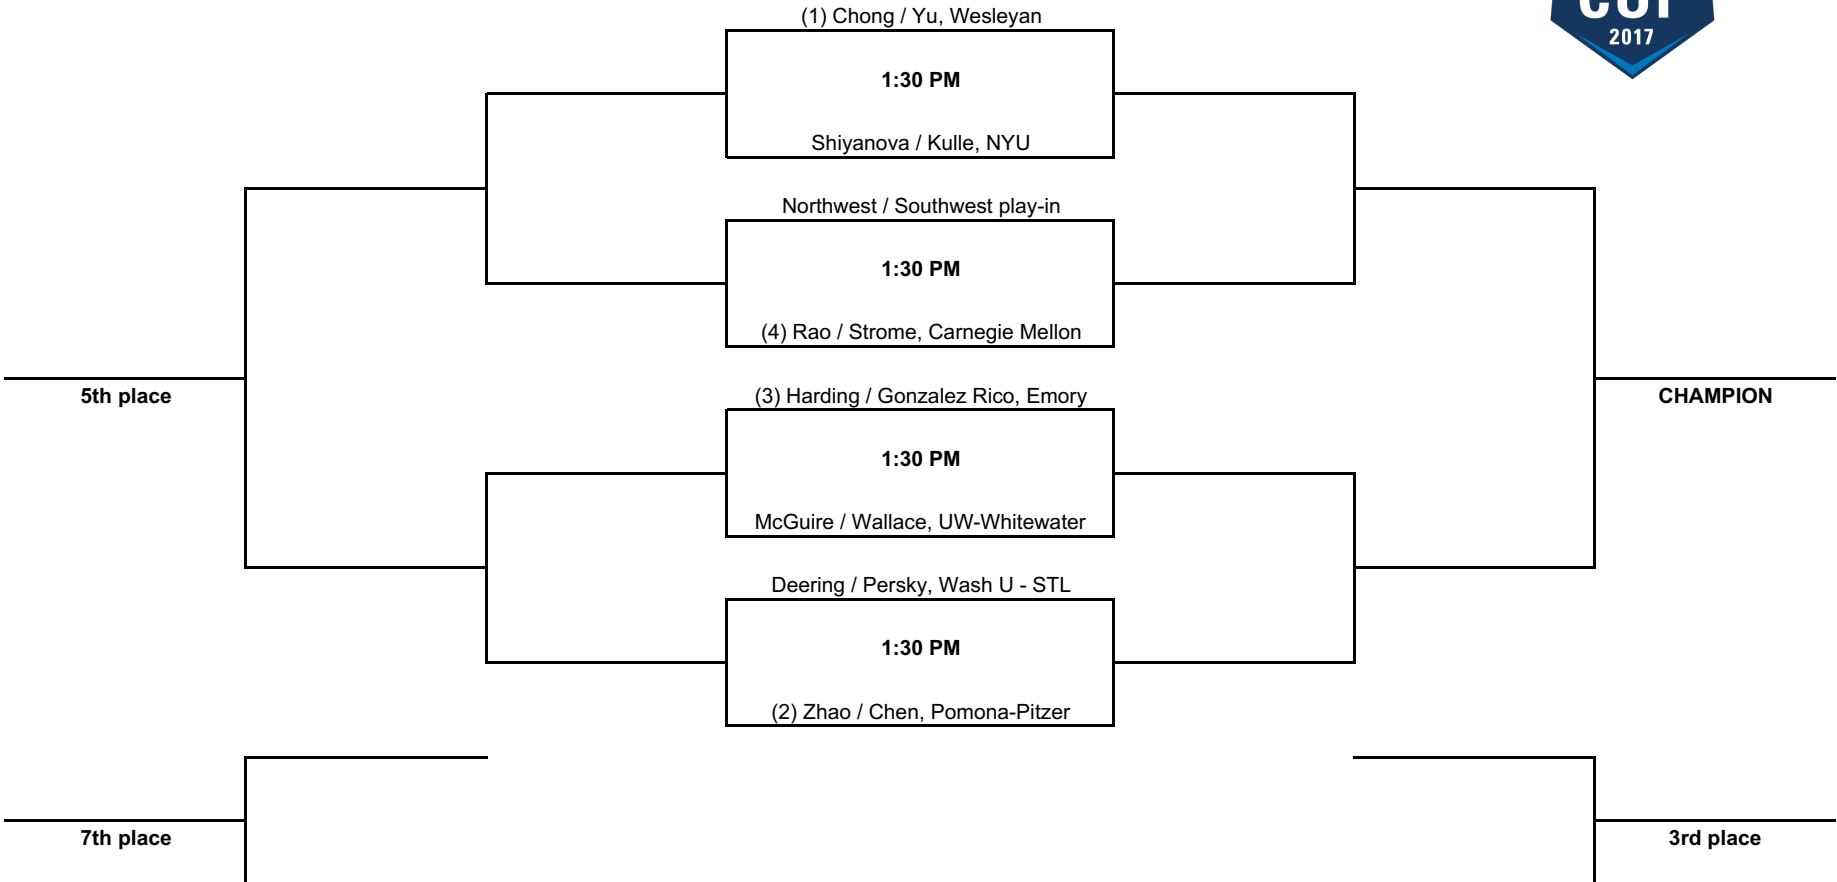 CUP
2017
(1) Chong / Yu, Wesleyan
1:30 PM
Shiyanova / Kulle, NYU
Northwest / Southwest play-in
1:30 PM
(4) Rao / Strome, Carnegie Mellon
5th place
(3) Harding / Gonzalez Rico, Emory
CHAMPION
1:30 PM
McGuire / Wallace, UW-Whitewater
Deering / Persky, Wash U - STL
1:30 PM
(2) Zhao / Chen, Pomona-Pitzer
7th place
3rd place